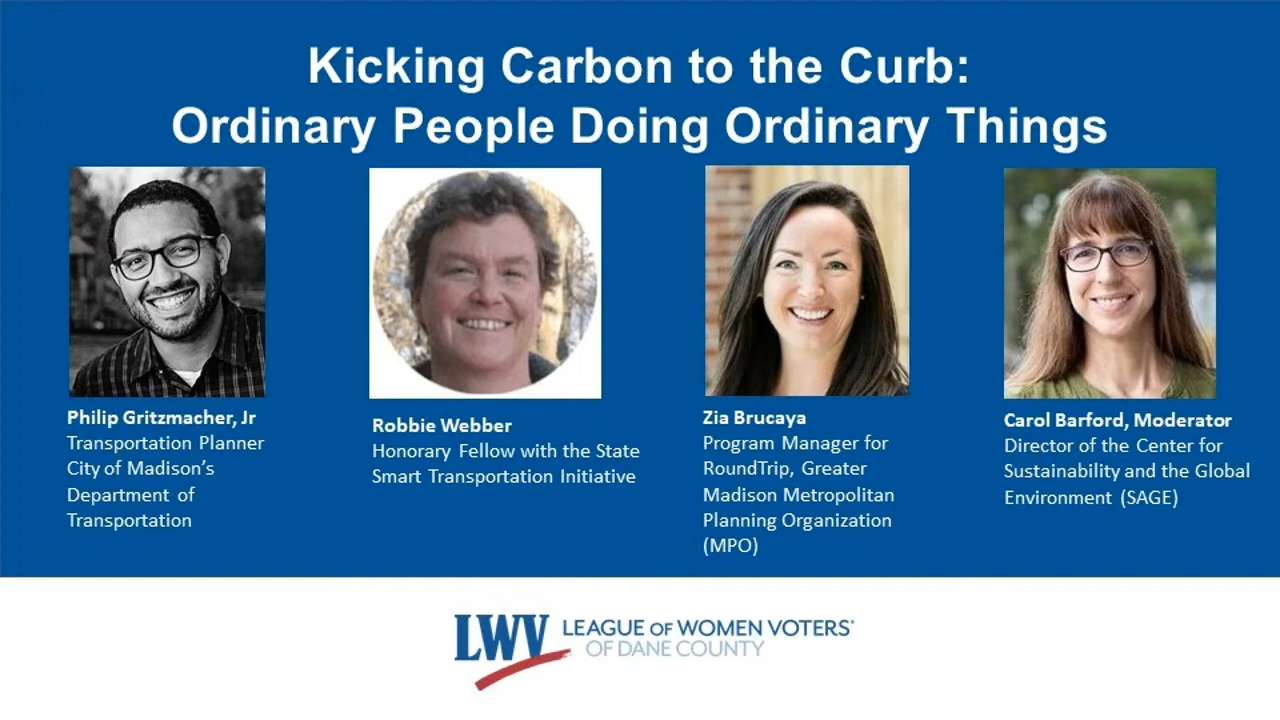 Kicking Carbon to the Curb:
Ordinary People Doing Ordinary Things
Philip Gritzmacher, Jr
Transportation Planner
City of Madison's
Department of
Transportation
Robbie Webber
Honorary Fellow with the State
Smart Transportation Initiative
Zia Brucaya
Program Manager for
RoundTrip, Greater
Madison Metropolitan
Planning Organization
(MPO)
Carol Barford, Moderator
Director of the Center for
Sustainability and the Global
Environment (SAGE)
LWV LEAGUE OF WOMEN VOTERS®
OF DANE COUNTY